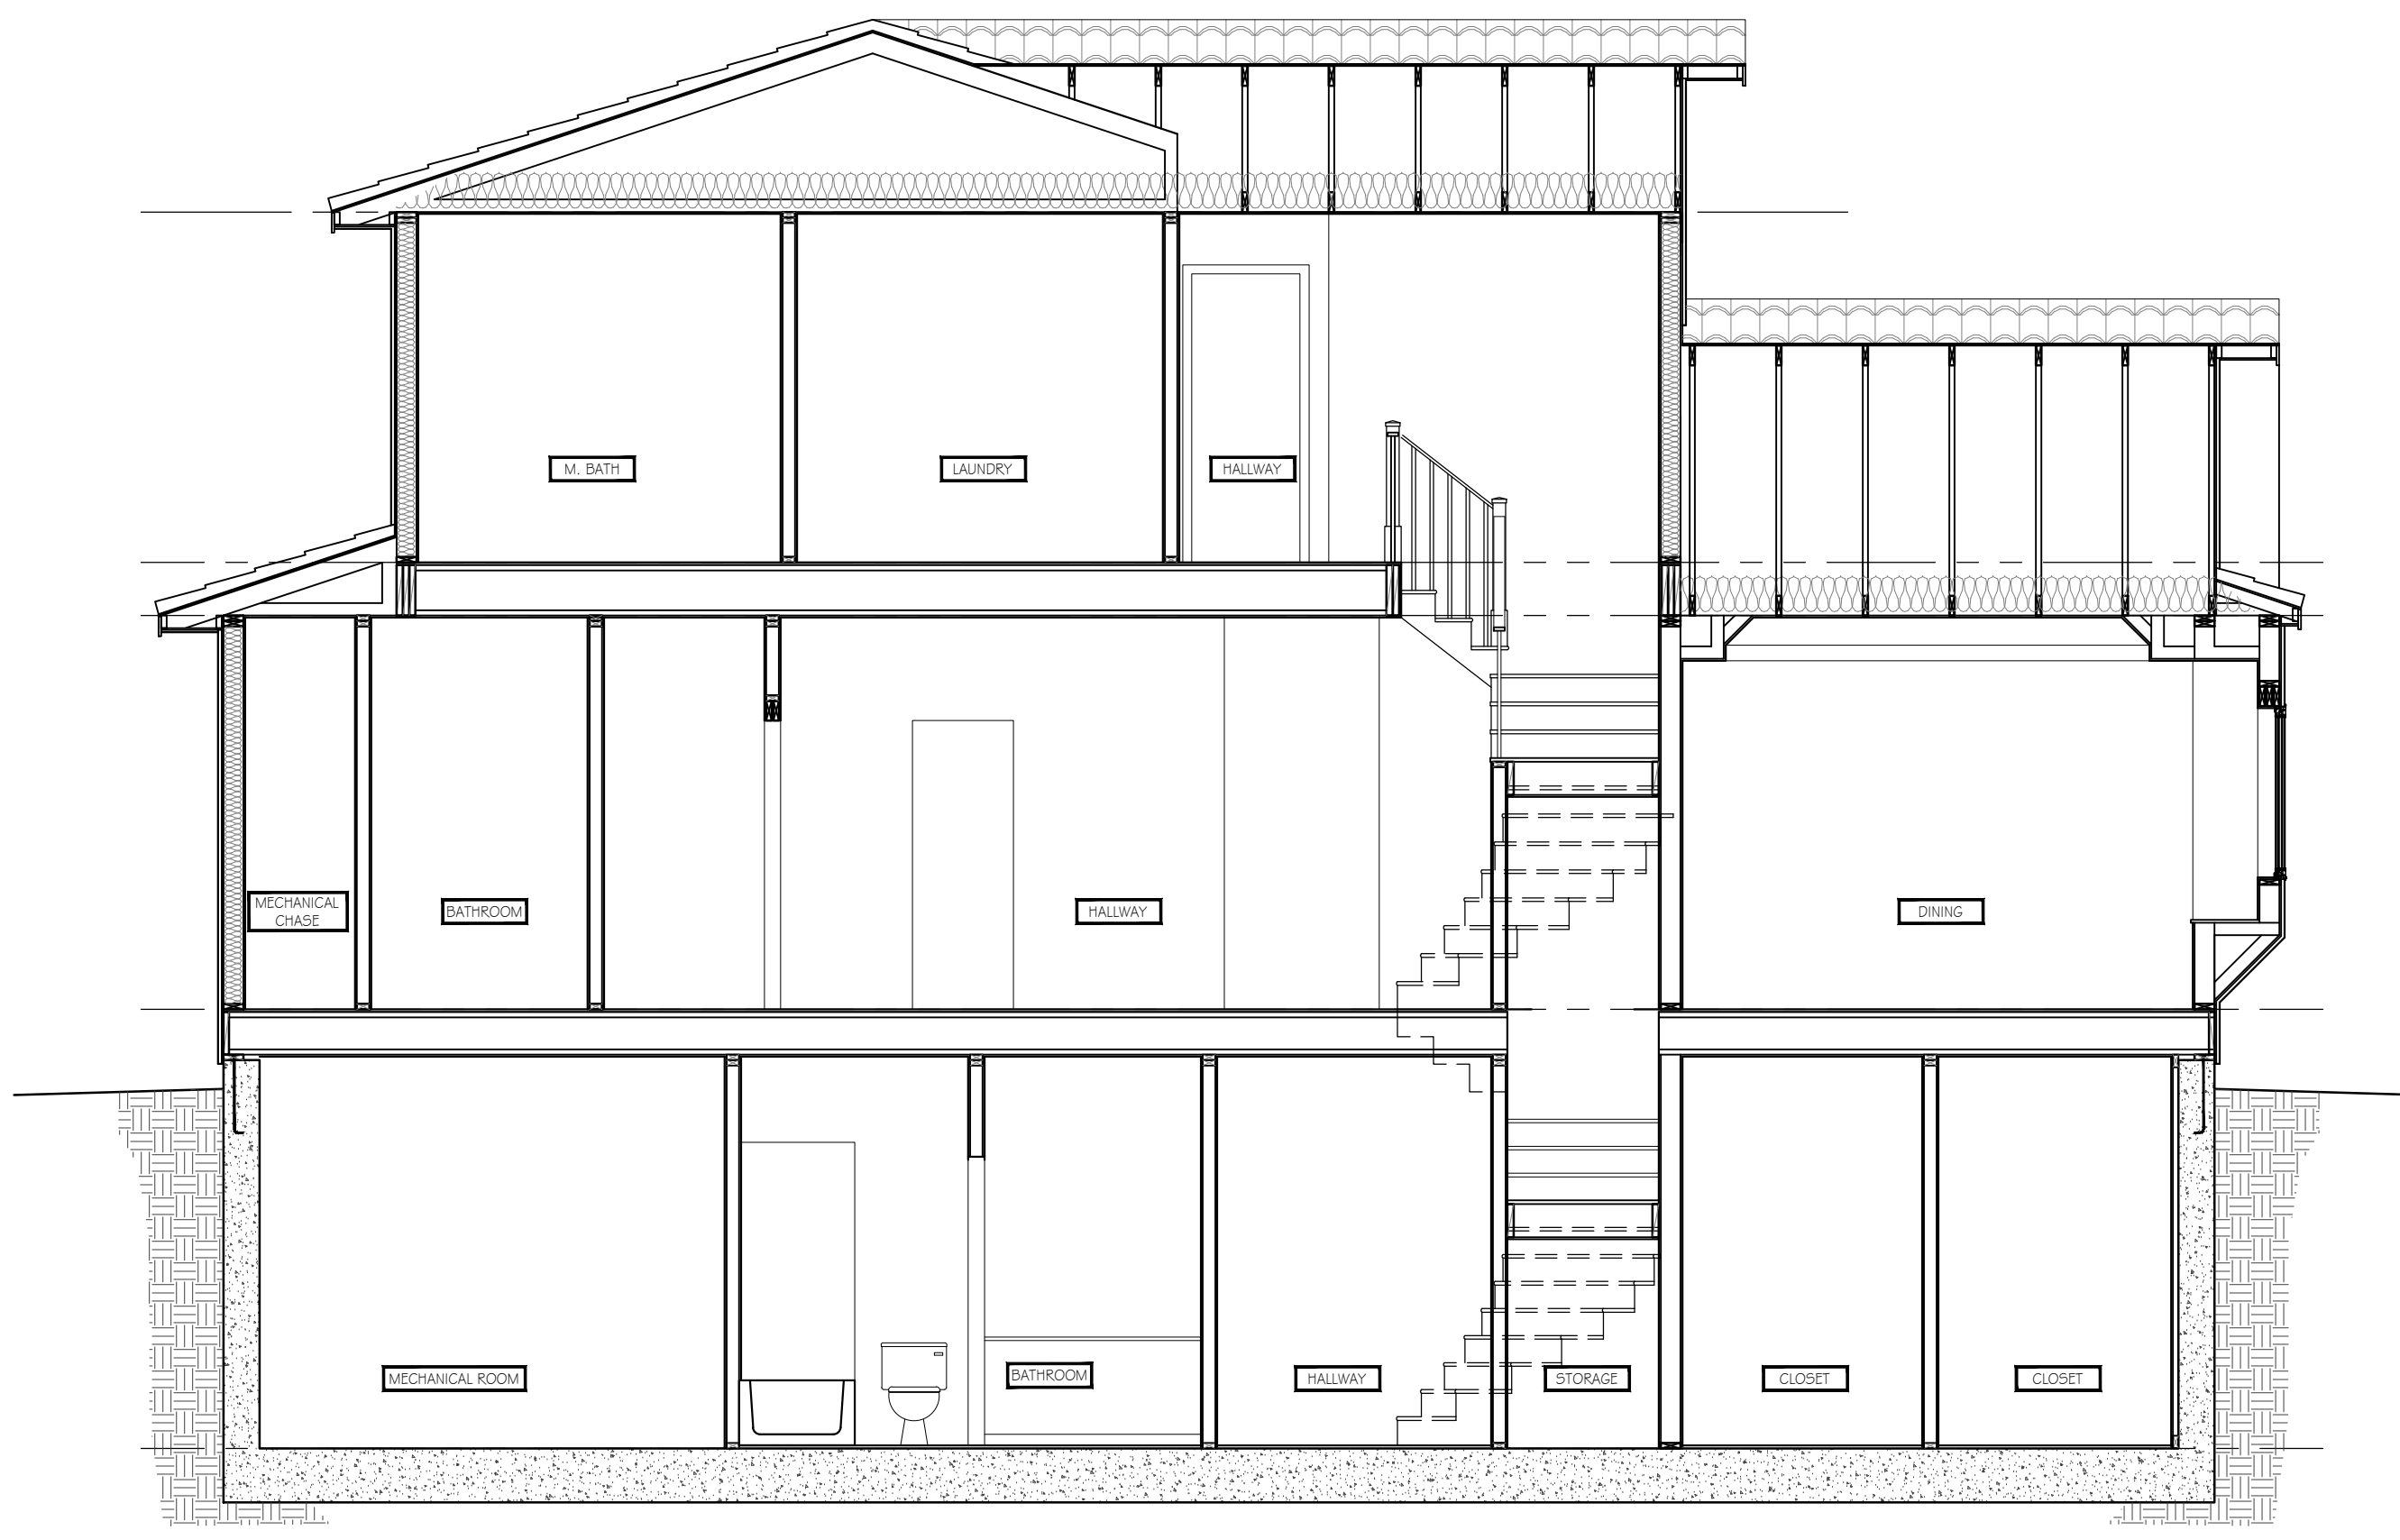 M. BATH
LAUNDRY
HALLWAY
MECHANICAL
CHASE
BATHROOM
HALLWAY
DINING
MECHANICAL ROOM
BATHROOM
HALLWAY
STORAGE
CLOSET
CLOSET